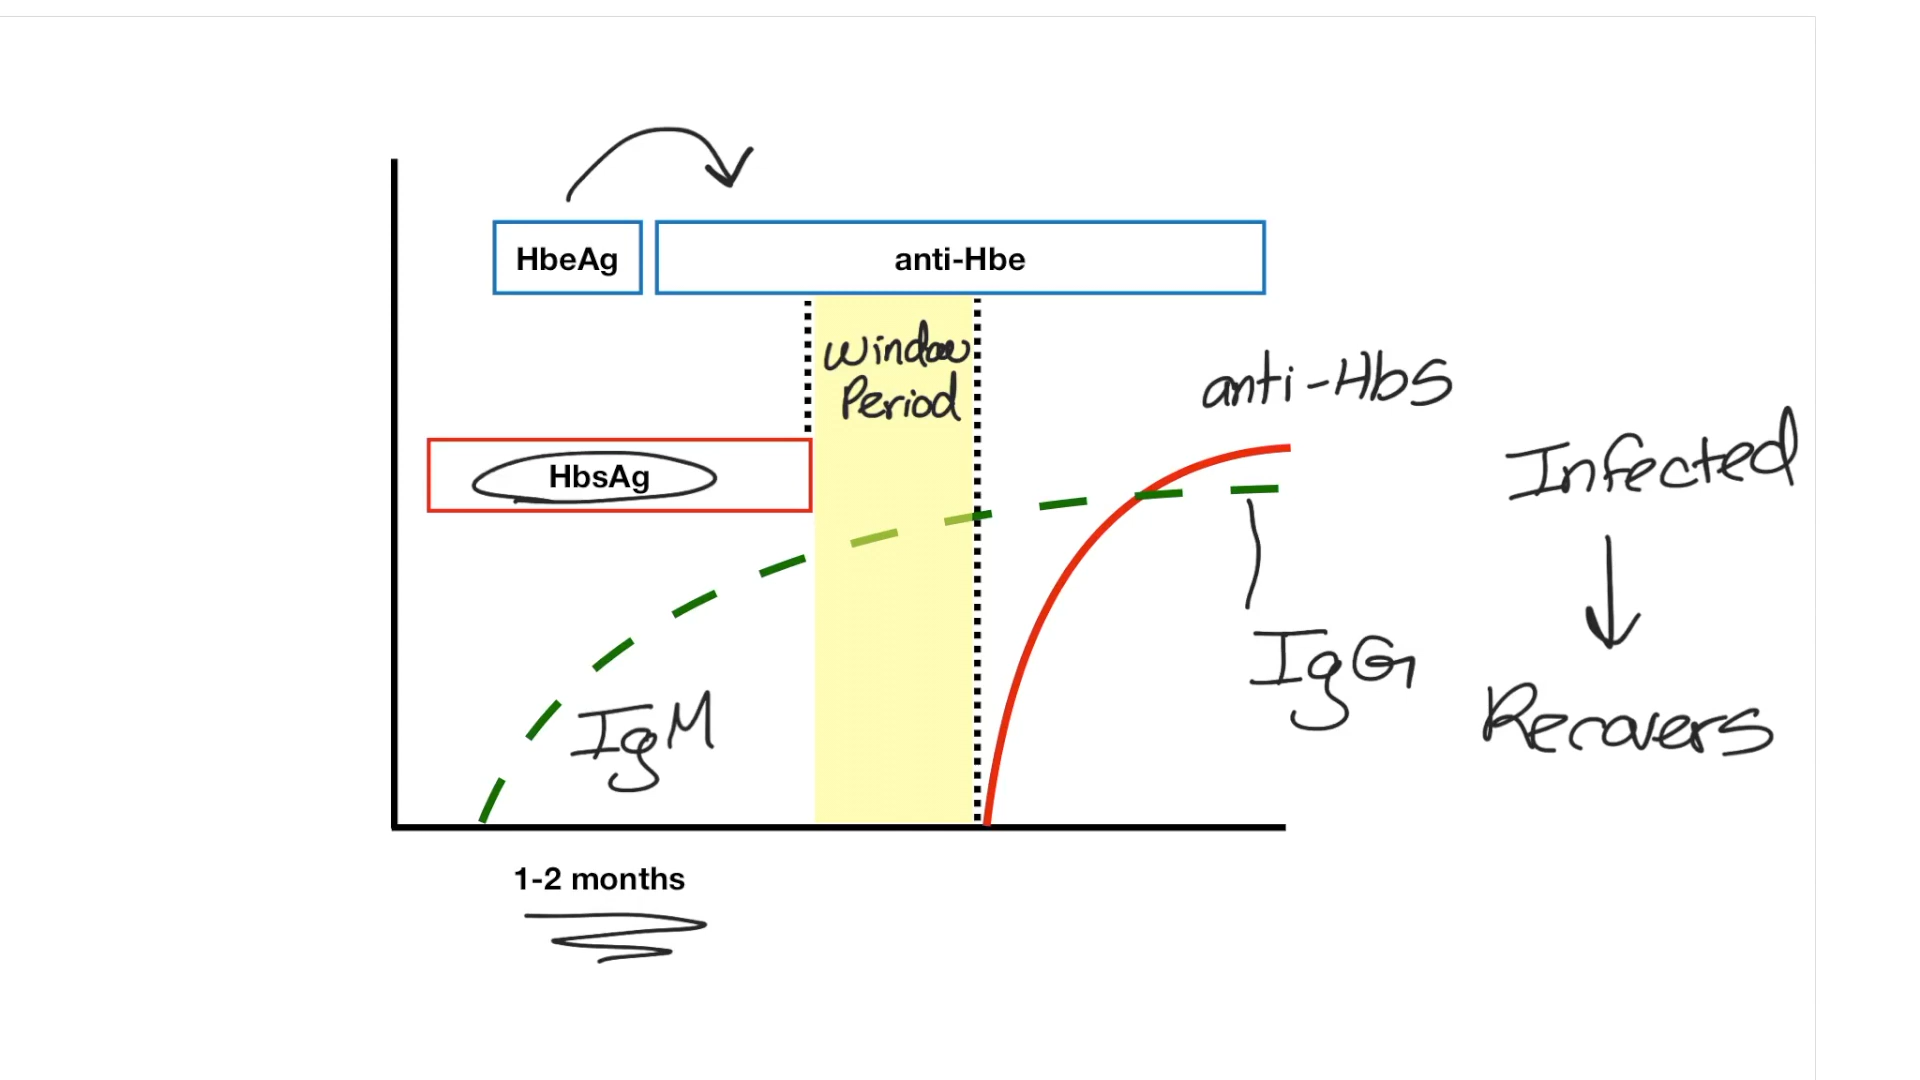 HbeAg
anti-Hbe
Window
Period
anti-Hbs
HbsAg
Infected
IgG
IgM
Recovers
1-2 months